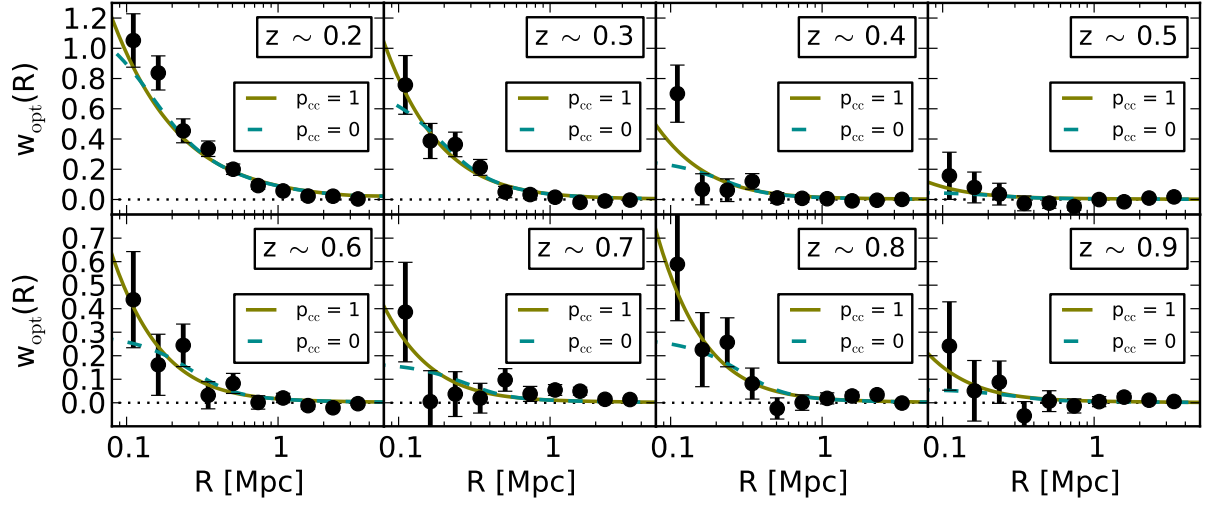 1.2
1.0
0.8
0.6
0.4
0.2
0.0
w_opt(R)
z ∼ 0.2
p_cc = 1
p_cc = 0
z ∼ 0.3
p_cc = 1
p_cc = 0
z ∼ 0.4
p_cc = 1
p_cc = 0
z ∼ 0.5
p_cc = 1
p_cc = 0
0.7
0.6
0.5
0.4
0.3
0.2
0.1
0.0
w_opt(R)
z ∼ 0.6
p_cc = 1
p_cc = 0
z ∼ 0.7
p_cc = 1
p_cc = 0
z ∼ 0.8
p_cc = 1
p_cc = 0
z ∼ 0.9
p_cc = 1
p_cc = 0
0.1 1 0.1 1 0.1 1 0.1 1
R [Mpc] R [Mpc] R [Mpc] R [Mpc]